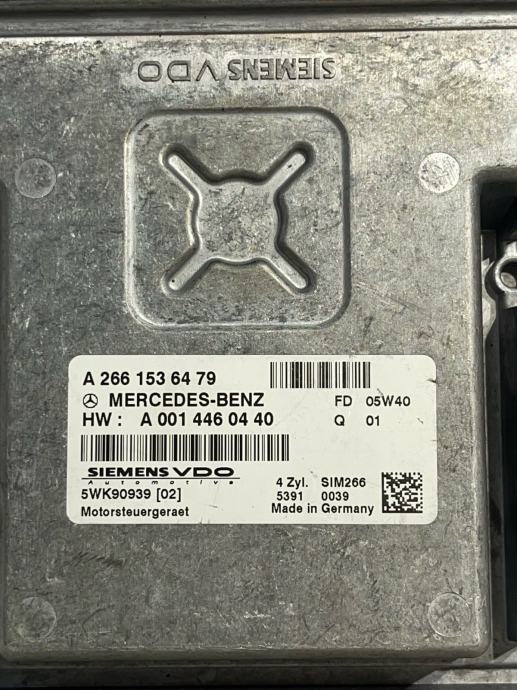 SIEMENS VDO
A 266 153 64 79
MERCEDES-BENZ FD 05W40
HW : A 001 446 04 40 Q 01
SIEMENS VDO
Automotive
4 Zyl. SIM266
5WK90939 [02] 5391 0039
Motorsteuergeraet Made in Germany